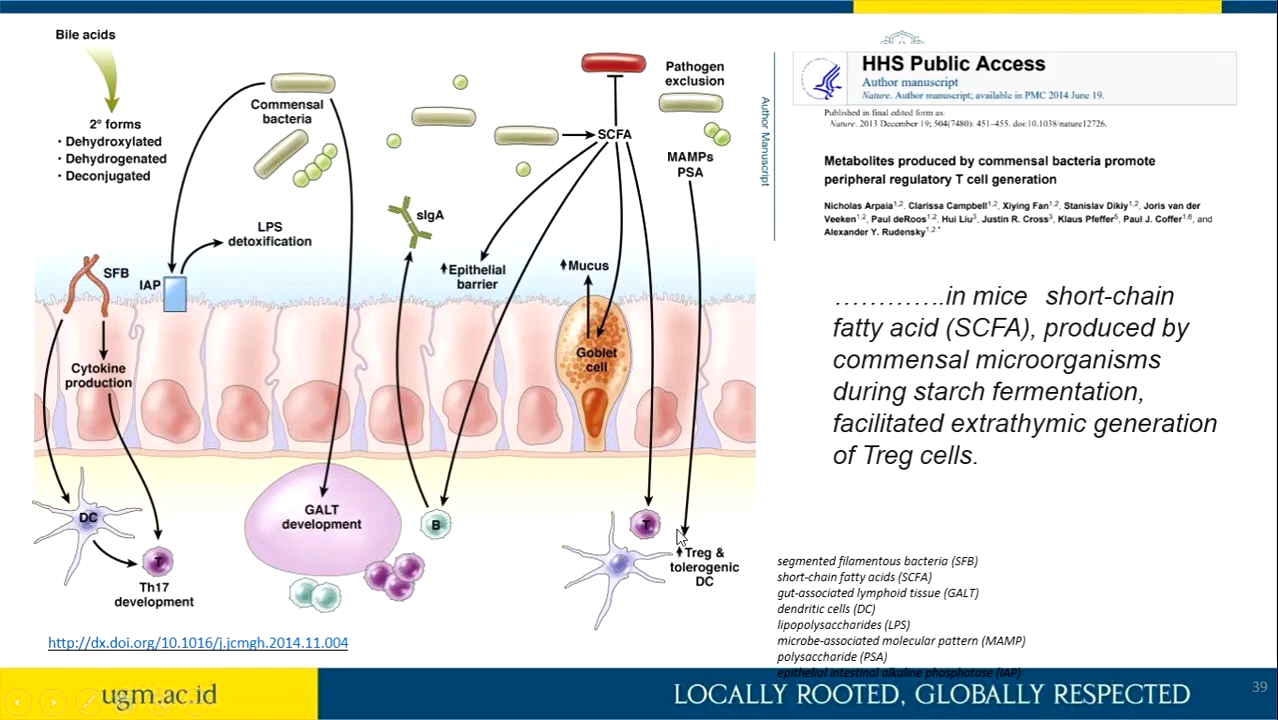 Bile acids
2° forms
· Dehydroxylated
· Dehydrogenated
· Deconjugated
Commensal
bacteria
LPS
detoxification
SFB
IAP
Cytokine
production
DC
T
Th17
development
GALT
development
sIgA
B
SCFA
Epithelial
barrier
Mucus
Goblet
cell
Pathogen
exclusion
MAMPs
PSA
T
Treg &
tolerogenic
DC
http://dx.doi.org/10.1016/j.jcmgh.2014.11.004
Author Manuscript
HHS Public Access
Author manuscript
Nature. Author manuscript; available in PMC 2014 June 19.
Published in final edited form as:
Nature. 2013 December 19; 504(7480): 451–455. doi:10.1038/nature12726.
Metabolites produced by commensal bacteria promote
peripheral regulatory T cell generation
Nicholas Arpaia1,2, Clarissa Campbell1,2, Xiying Fan1,2, Stanislav Dikiy1,2, Joris van der
Veeken1,2, Paul deRoos1,2, Hui Liu3, Justin R. Cross3, Klaus Pfeffer5, Paul J. Coffer1,6, and
Alexander Y. Rudensky1,2,*
………….in mice short-chain
fatty acid (SCFA), produced by
commensal microorganisms
during starch fermentation,
facilitated extrathymic generation
of Treg cells.
segmented filamentous bacteria (SFB)
short-chain fatty acids (SCFA)
gut-associated lymphoid tissue (GALT)
dendritic cells (DC)
lipopolysaccharides (LPS)
microbe-associated molecular pattern (MAMP)
polysaccharide (PSA)
epithelial intestinal alkaline phosphatase (IAP)
ugm.ac.id
LOCALLY ROOTED, GLOBALLY RESPECTED
39